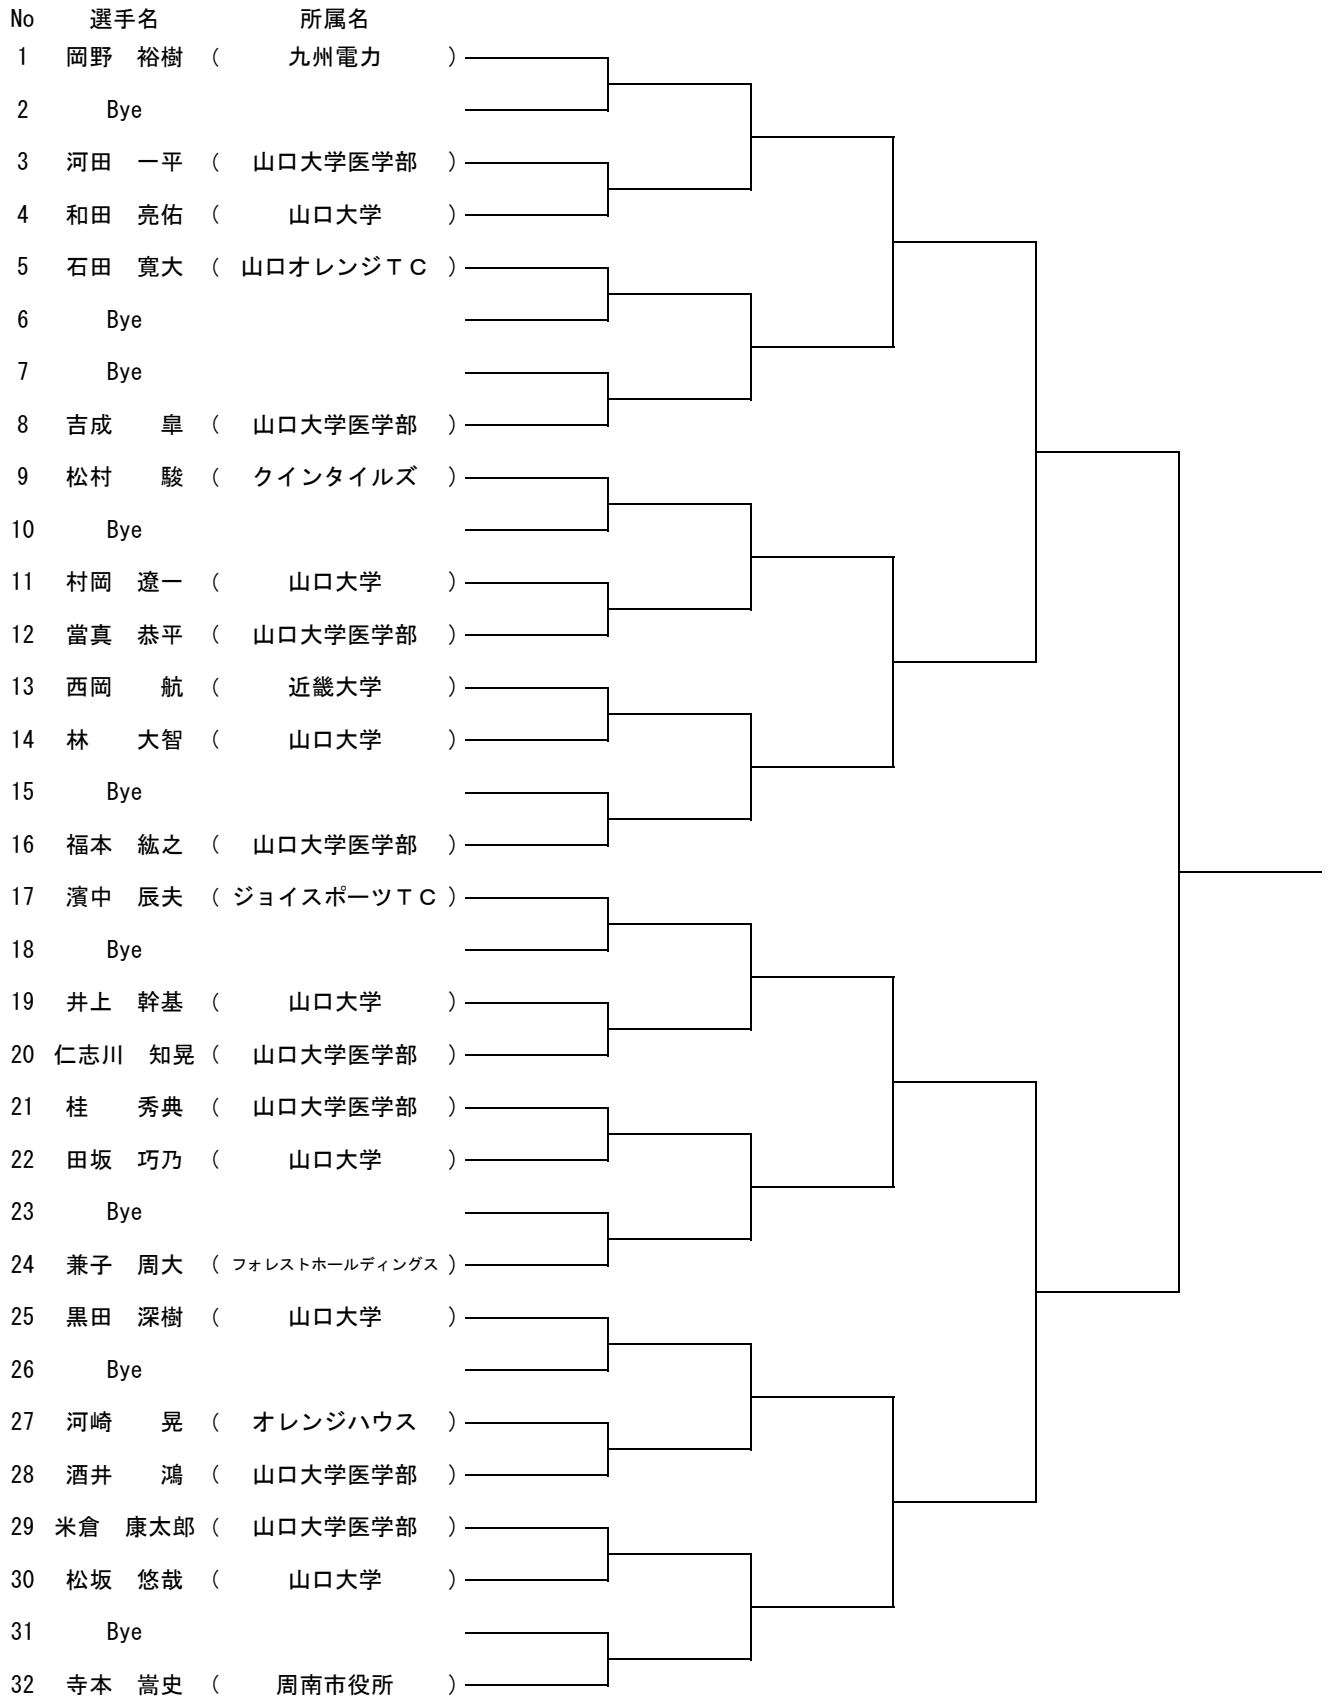 No 選手名 所属名
1 岡野 裕樹 ( 九州電力 )
2 Bye
3 河田 一平 ( 山口大学医学部 )
4 和田 亮佑 ( 山口大学 )
5 石田 寛大 ( 山口オレンジTC )
6 Bye
7 Bye
8 吉成 皐 ( 山口大学医学部 )
9 松村 駿 ( クインタイルズ )
10 Bye
11 村岡 遼一 ( 山口大学 )
12 當真 恭平 ( 山口大学医学部 )
13 西岡 航 ( 近畿大学 )
14 林 大智 ( 山口大学 )
15 Bye
16 福本 紘之 ( 山口大学医学部 )
17 濱中 辰夫 ( ジョイスポーツTC )
18 Bye
19 井上 幹基 ( 山口大学 )
20 仁志川 知晃 ( 山口大学医学部 )
21 桂 秀典 ( 山口大学医学部 )
22 田坂 巧乃 ( 山口大学 )
23 Bye
24 兼子 周大 ( フォレストホールディングス )
25 黒田 深樹 ( 山口大学 )
26 Bye
27 河崎 晃 ( オレンジハウス )
28 酒井 鴻 ( 山口大学医学部 )
29 米倉 康太郎 ( 山口大学医学部 )
30 松坂 悠哉 ( 山口大学 )
31 Bye
32 寺本 嵩史 ( 周南市役所 )